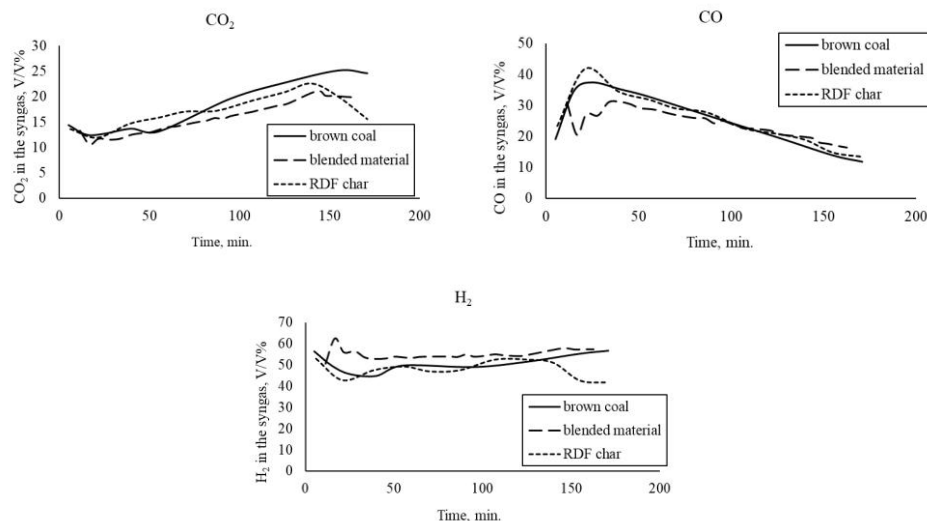 CO₂
CO₂ in the syngas, V/V%
30
25
20
15
10
5
0
0 50 100 150 200
Time, min.
brown coal
blended material
RDF char
CO
CO in the syngas, V/V%
50
40
30
20
10
0
0 50 100 150 200
Time, min.
brown coal
blended material
RDF char
H₂
H₂ in the syngas, V/V%
70
60
50
40
30
20
10
0
0 50 100 150 200
Time, min.
brown coal
blended material
RDF char